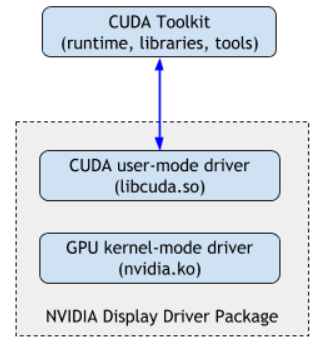 CUDA Toolkit
(runtime, libraries, tools)
CUDA user-mode driver
(libcuda.so)
GPU kernel-mode driver
(nvidia.ko)
NVIDIA Display Driver Package